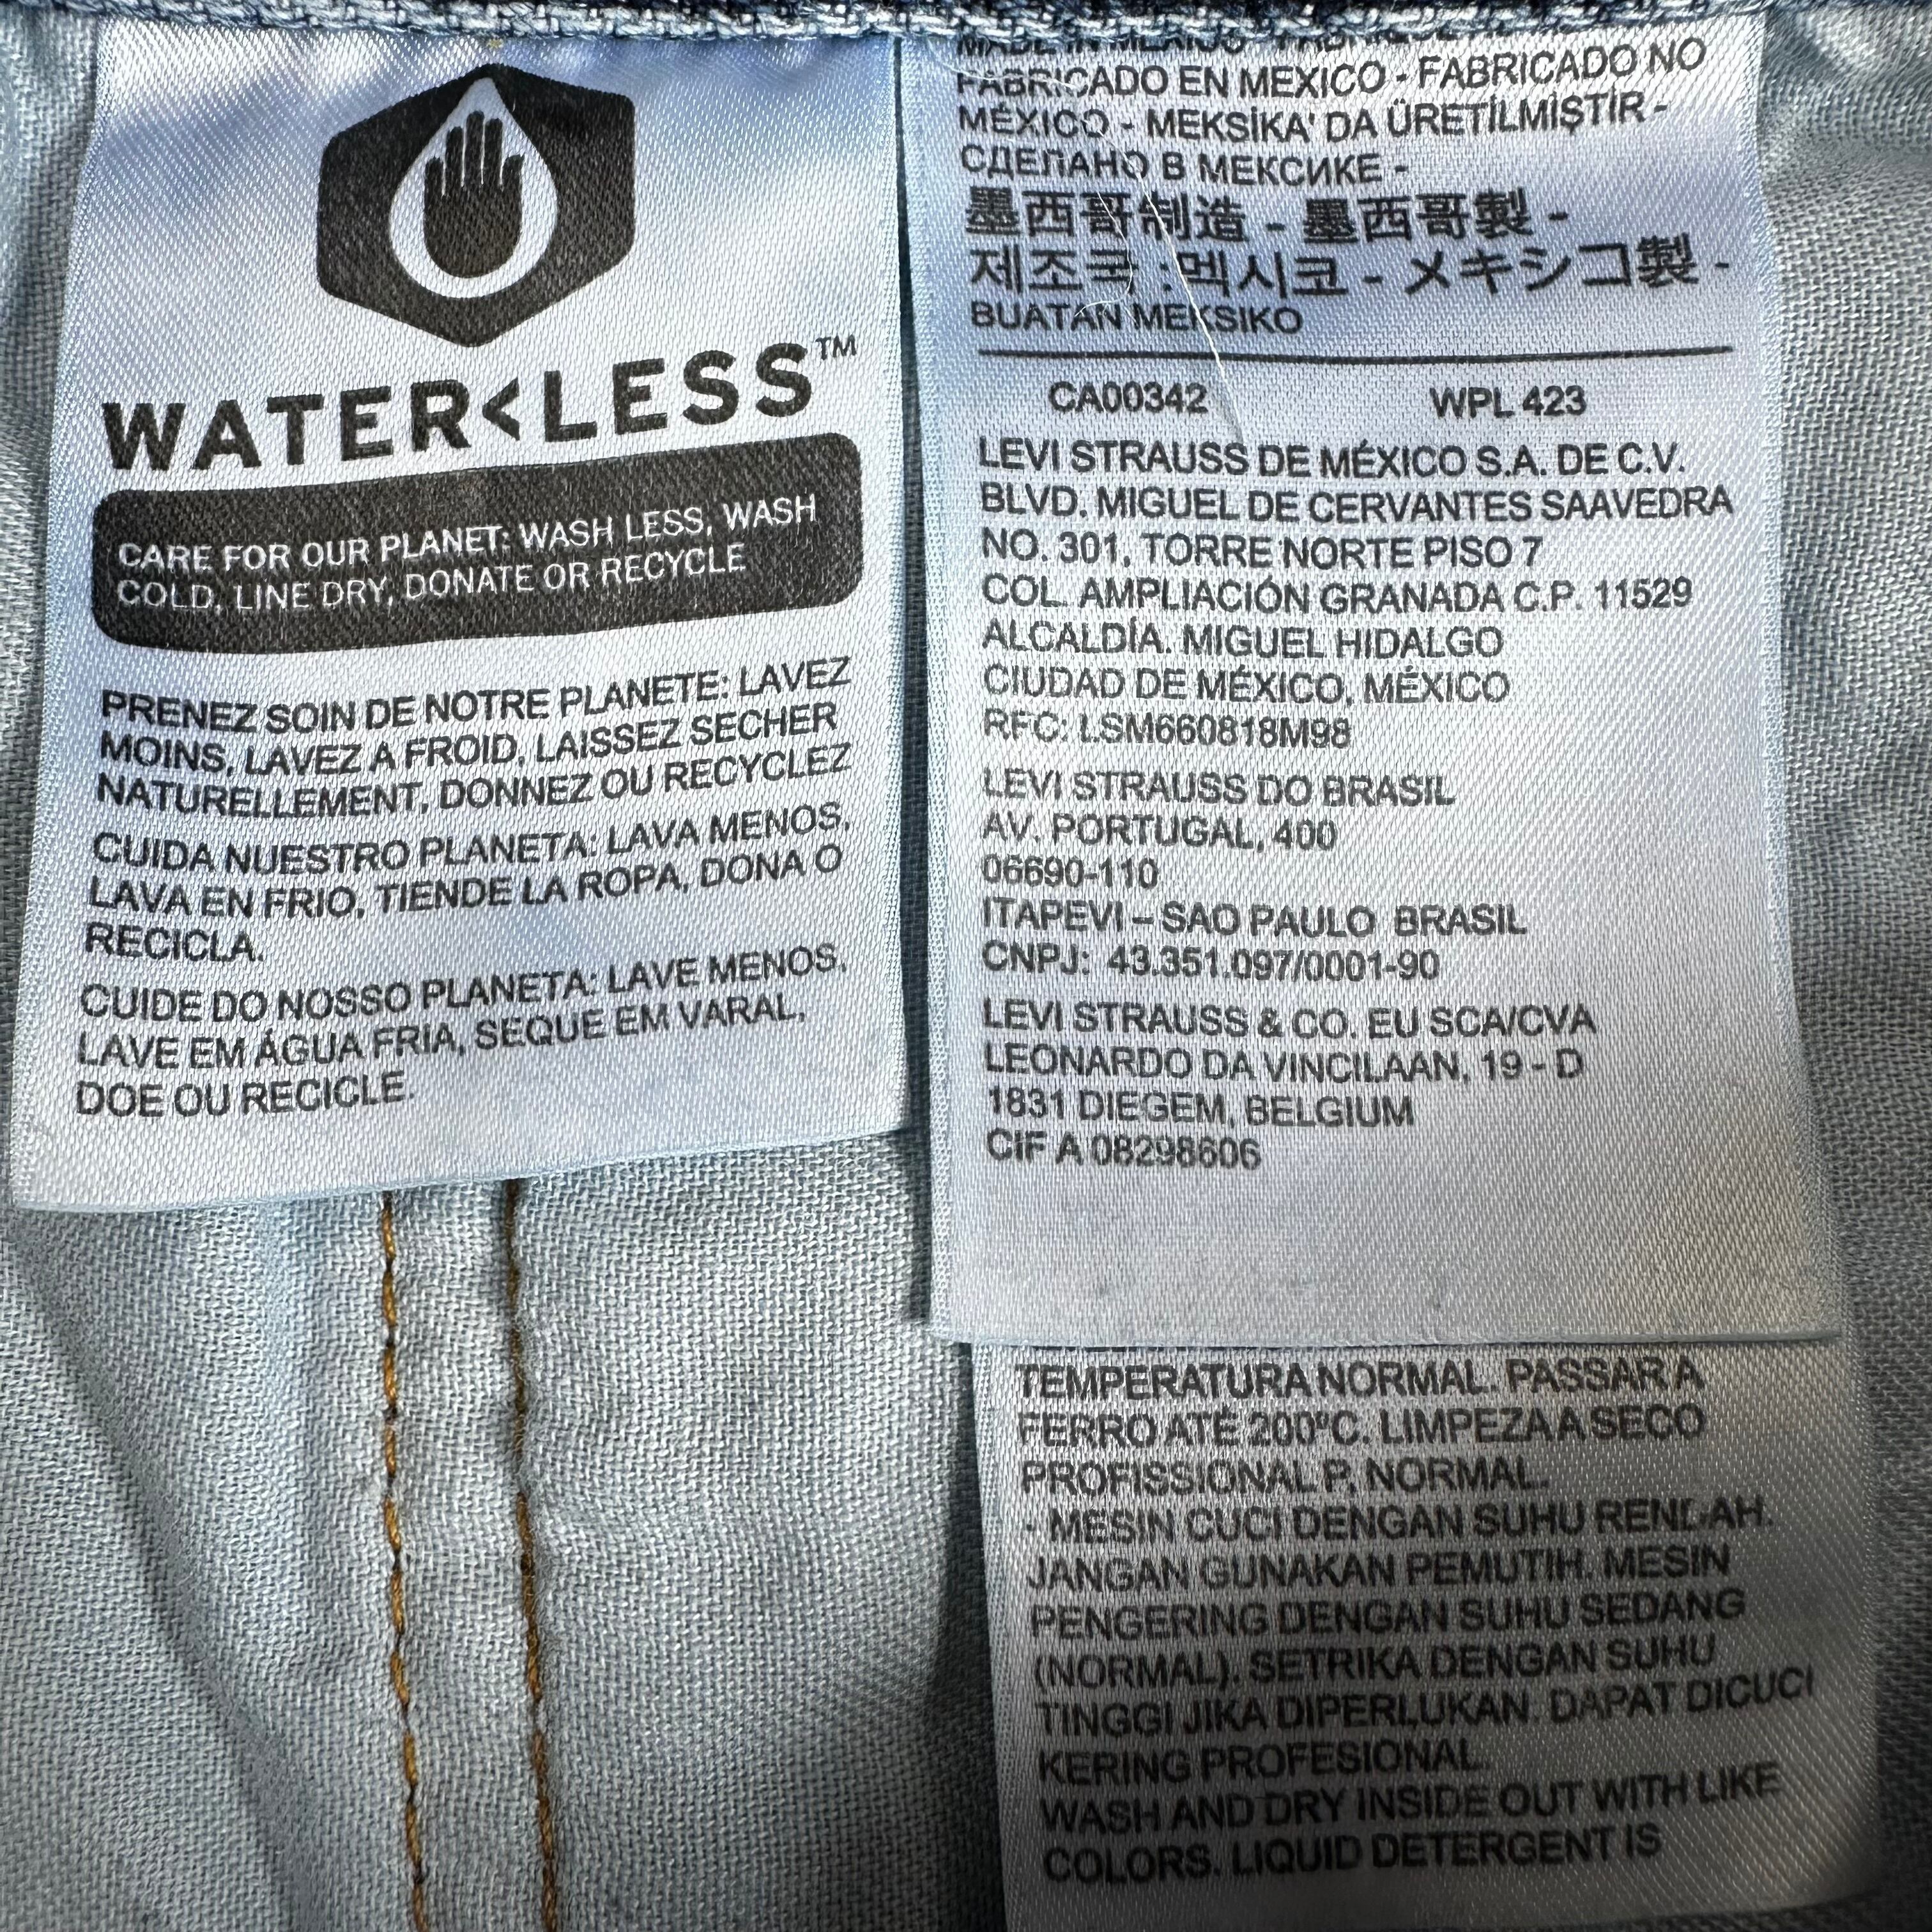 WATER<LESS™
CARE FOR OUR PLANET: WASH LESS, WASH
COLD, LINE DRY, DONATE OR RECYCLE
PRENEZ SOIN DE NOTRE PLANETE: LAVEZ
MOINS, LAVEZ A FROID, LAISSEZ SECHER
NATURELLEMENT, DONNEZ OU RECYCLEZ
CUIDA NUESTRO PLANETA: LAVA MENOS,
LAVA EN FRIO, TIENDE LA ROPA, DONA O
RECICLA.
CUIDE DO NOSSO PLANETA: LAVE MENOS,
LAVE EM ÁGUA FRIA, SEQUE EM VARAL,
DOE OU RECICLE.
MADE IN MEXICO -
FABRICADO EN MEXICO - FABRICADO NO
MÉXICO - MEKSİKA' DA ÜRETİLMİŞTİR -
СДЕЛАНО В МЕКСИКЕ -
墨西哥制造 - 墨西哥製 -
제조국 :멕시코 - メキシコ製 -
BUATAN MEKSIKO
CA00342 WPL 423
LEVI STRAUSS DE MÉXICO S.A. DE C.V.
BLVD. MIGUEL DE CERVANTES SAAVEDRA
NO. 301, TORRE NORTE PISO 7
COL. AMPLIACIÓN GRANADA C.P. 11529
ALCALDÍA. MIGUEL HIDALGO
CIUDAD DE MÉXICO, MÉXICO
RFC: LSM660818M98
LEVI STRAUSS DO BRASIL
AV. PORTUGAL, 400
06690-110
ITAPEVI – SAO PAULO BRASIL
CNPJ: 43.351.097/0001-90
LEVI STRAUSS & CO. EU SCA/CVA
LEONARDO DA VINCILAAN, 19 - D
1831 DIEGEM, BELGIUM
CIF A 08298606
TEMPERATURA NORMAL. PASSAR A
FERRO ATÉ 200ºC. LIMPEZA A SECO
PROFISSIONAL P, NORMAL.
- MESIN CUCI DENGAN SUHU RENDAH.
JANGAN GUNAKAN PEMUTIH. MESIN
PENGERING DENGAN SUHU SEDANG
(NORMAL). SETRIKA DENGAN SUHU
TINGGI JIKA DIPERLUKAN. DAPAT DICUCI
KERING PROFESIONAL
WASH AND DRY INSIDE OUT WITH LIKE
COLORS. LIQUID DETERGENT IS